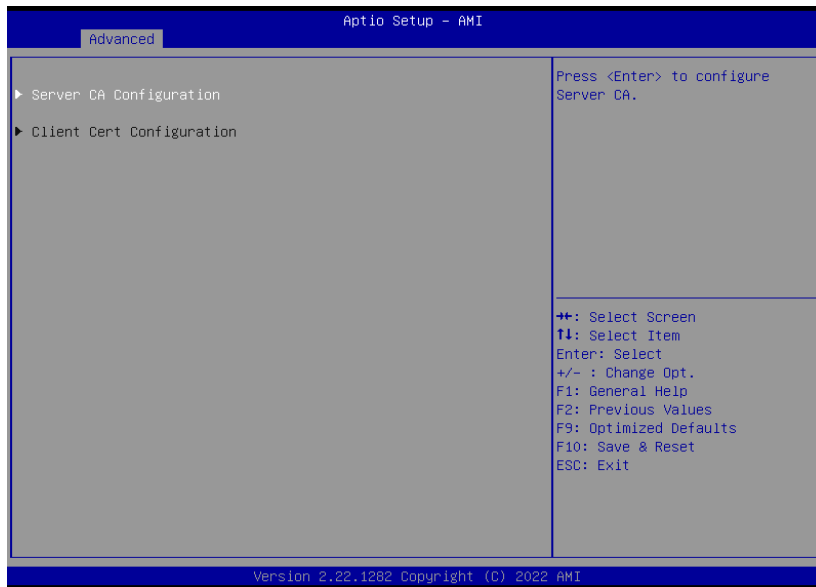 Aptio Setup – AMI
Advanced
▶ Server CA Configuration
▶ Client Cert Configuration
Press <Enter> to configure
Server CA.
→←: Select Screen
↑↓: Select Item
Enter: Select
+/– : Change Opt.
F1: General Help
F2: Previous Values
F9: Optimized Defaults
F10: Save & Reset
ESC: Exit
Version 2.22.1282 Copyright (C) 2022 AMI